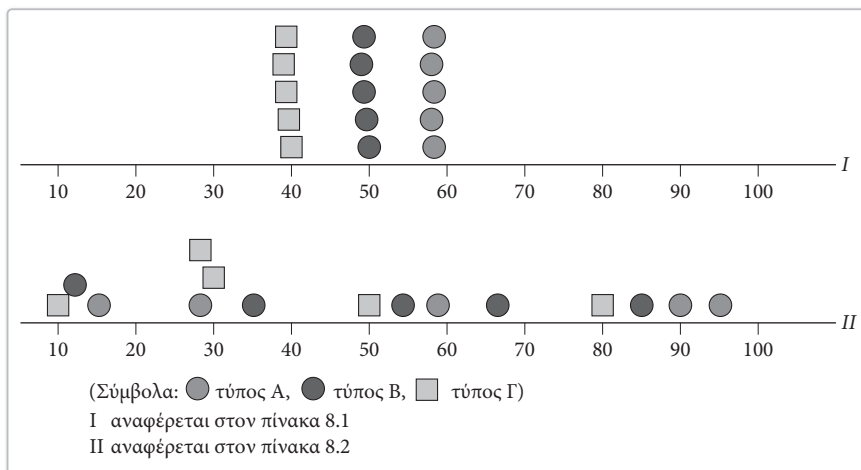 10 20 30 40 50 60 70 80 90 100 I
10 20 30 40 50 60 70 80 90 100 II
(Σύμβολα: τύπος Α, τύπος Β, τύπος Γ)
I αναφέρεται στον πίνακα 8.1
II αναφέρεται στον πίνακα 8.2